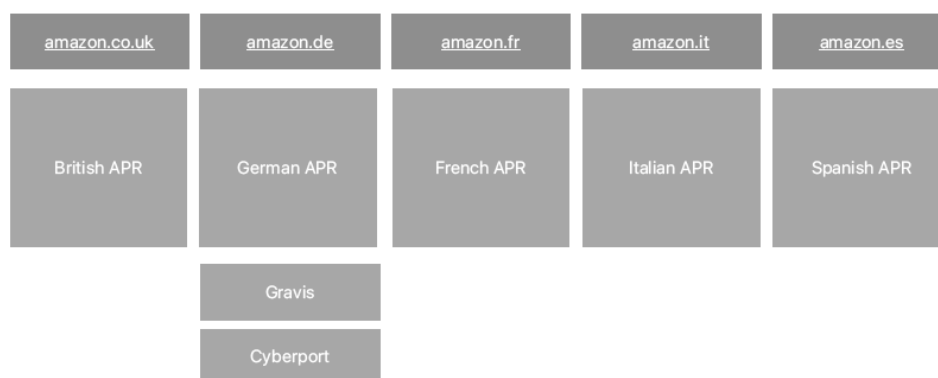 amazon.co.uk
amazon.de
amazon.fr
amazon.it
amazon.es
British APR
German APR
French APR
Italian APR
Spanish APR
Gravis
Cyberport